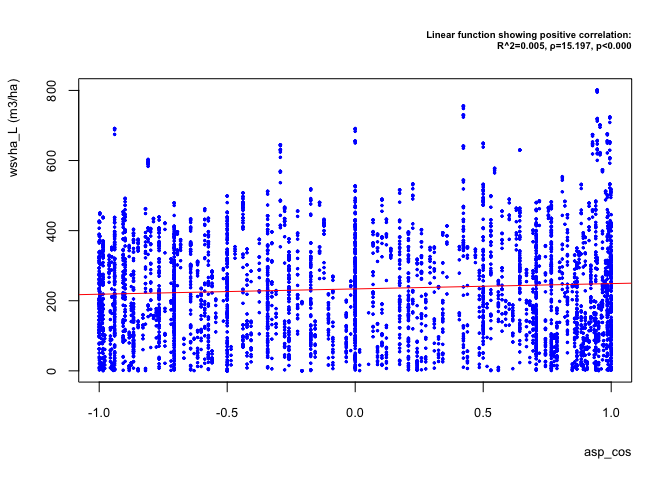 Linear function showing positive correlation:
R^2=0.005, ρ=15.197, p<0.000
wsvha_L (m3/ha)
800
600
400
200
0
-1.0 -0.5 0.0 0.5 1.0
asp_cos